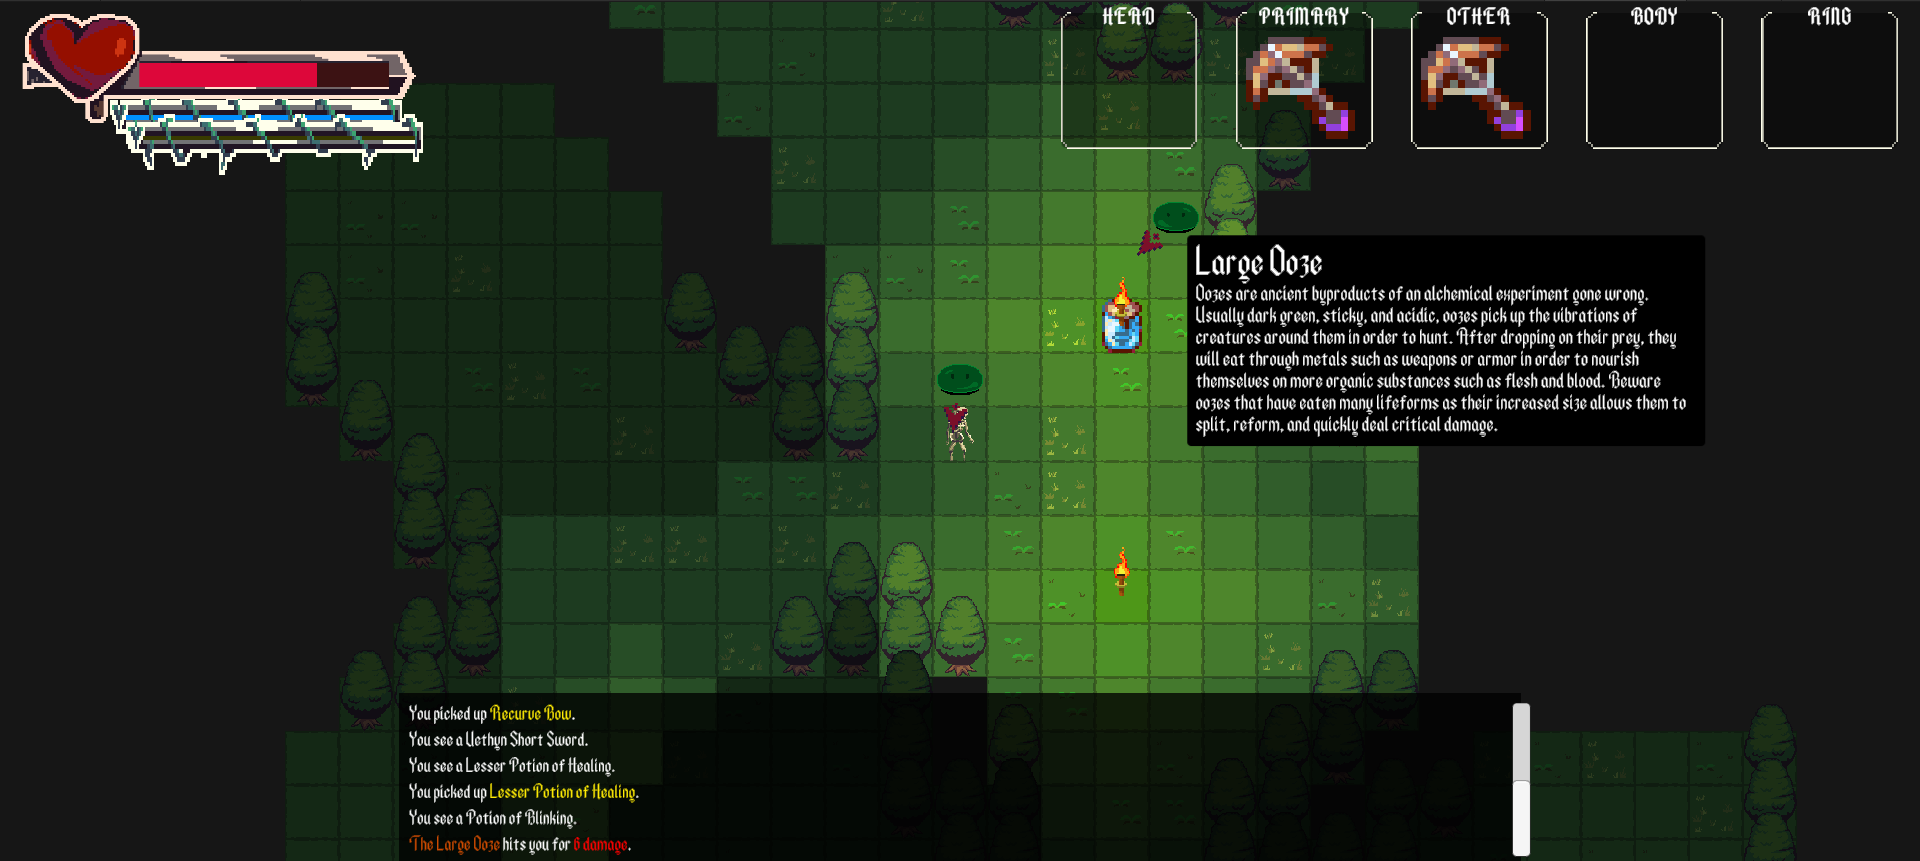 HEAD
PRIMARY
OTHER
BODY
RING
Large Ooze
Oozes are ancient byproducts of an alchemical experiment gone wrong.
Usually dark green, sticky, and acidic, oozes pick up the vibrations of
creatures around them in order to hunt. After dropping on their prey, they
will eat through metals such as weapons or armor in order to nourish
themselves on more organic substances such as flesh and blood. Beware
oozes that have eaten many lifeforms as their increased size allows them to
split, reform, and quickly deal critical damage.
You picked up Recurve Bow.
You see a Uethyn Short Sword.
You see a Lesser Potion of Healing.
You picked up Lesser Potion of Healing.
You see a Potion of Blinking.
The Large Ooze hits you for 6 damage.